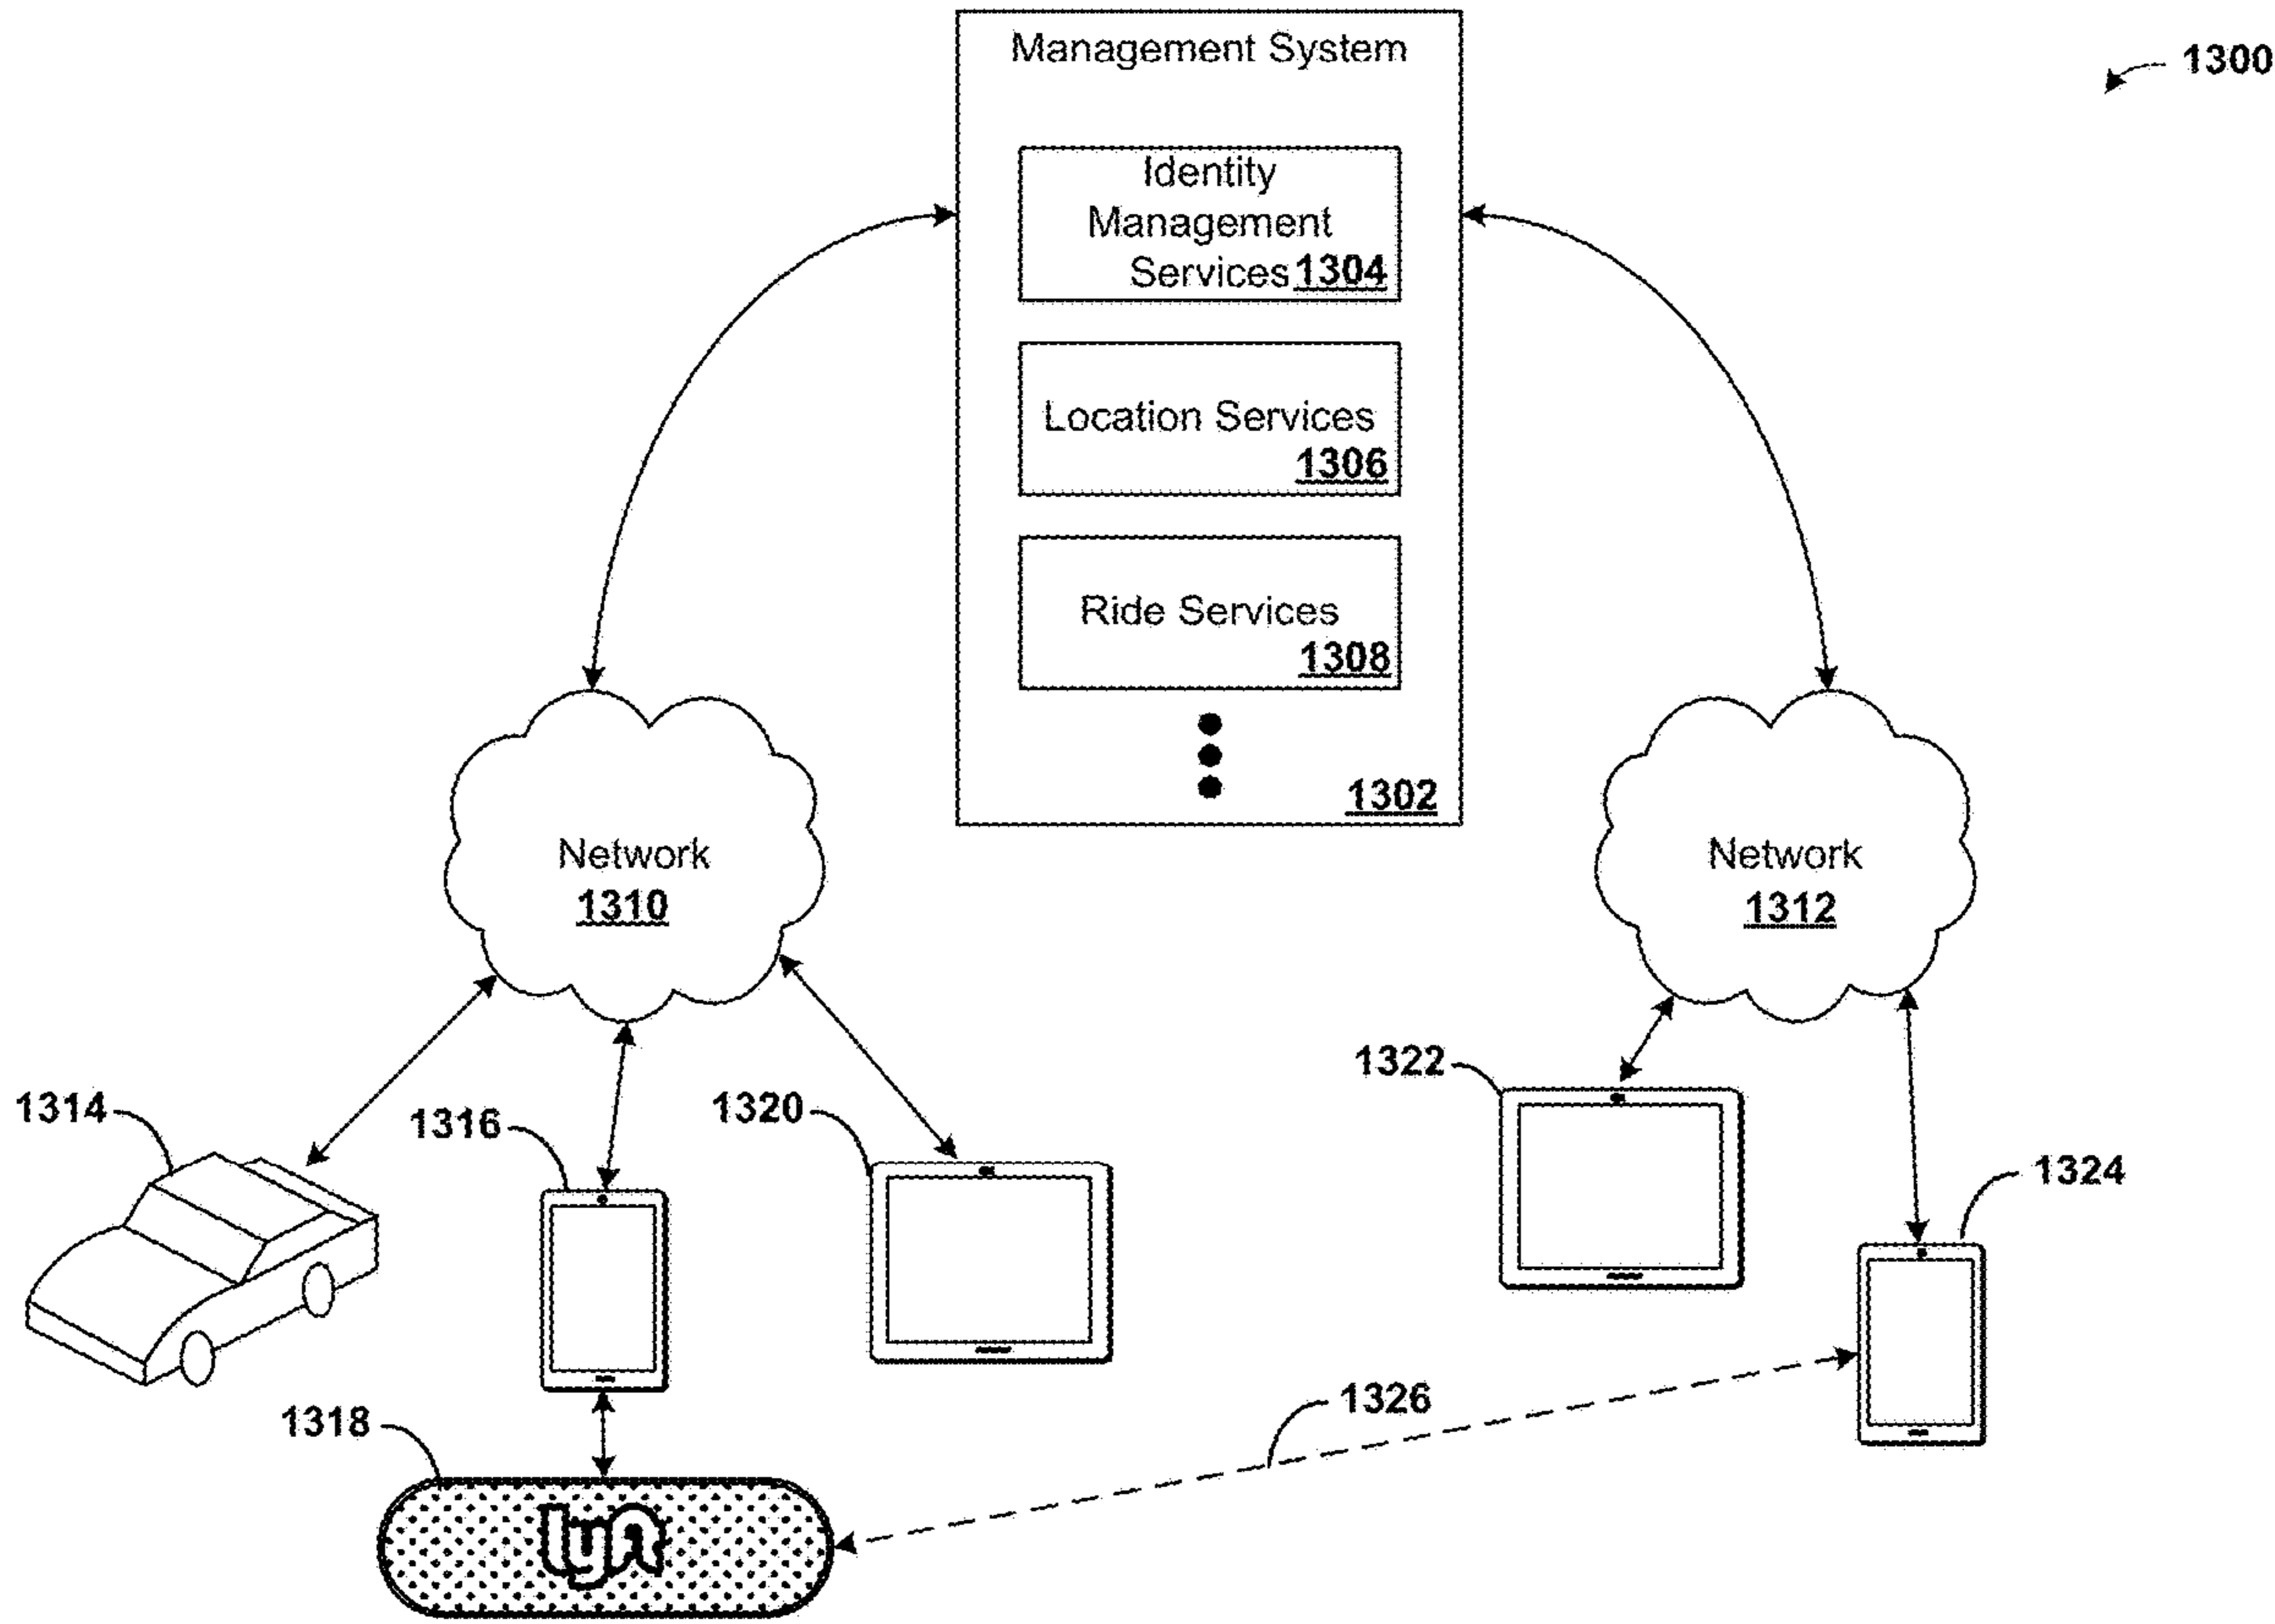 Management System
1300
Identity
Management
Services 1304
Location Services
1306
Ride Services
1308
1302
Network
1310
Network
1312
1314
1316
1320
1322
1324
1318
1326
lyft